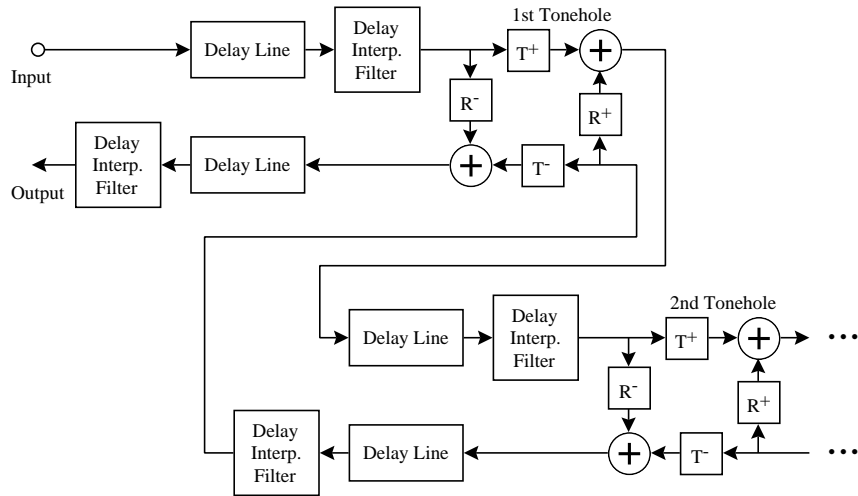 1st Tonehole
Delay Line
Delay
Interp.
Filter
T+
+
Input
R-
R+
Delay
Interp.
Filter
Delay Line
+
T-
Output
2nd Tonehole
Delay Line
Delay
Interp.
Filter
T+
+
•••
R-
R+
Delay
Interp.
Filter
Delay Line
+
T-
•••